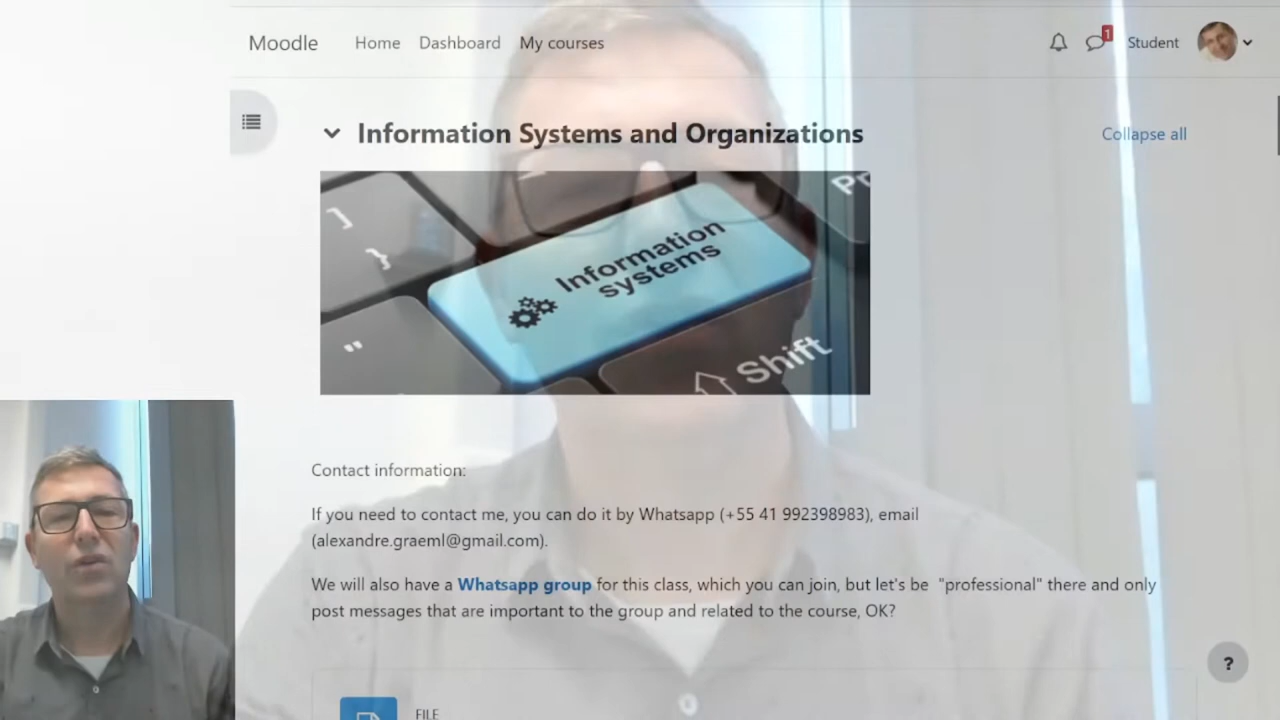 Moodle Home Dashboard My courses 1 Student
Information Systems and Organizations Collapse all
Information
systems
]
}
"
Shift
Contact information:
If you need to contact me, you can do it by Whatsapp (+55 41 992398983), email
(alexandre.graeml@gmail.com).
We will also have a Whatsapp group for this class, which you can join, but let's be "professional" there and only
post messages that are important to the group and related to the course, OK?
?
FILE